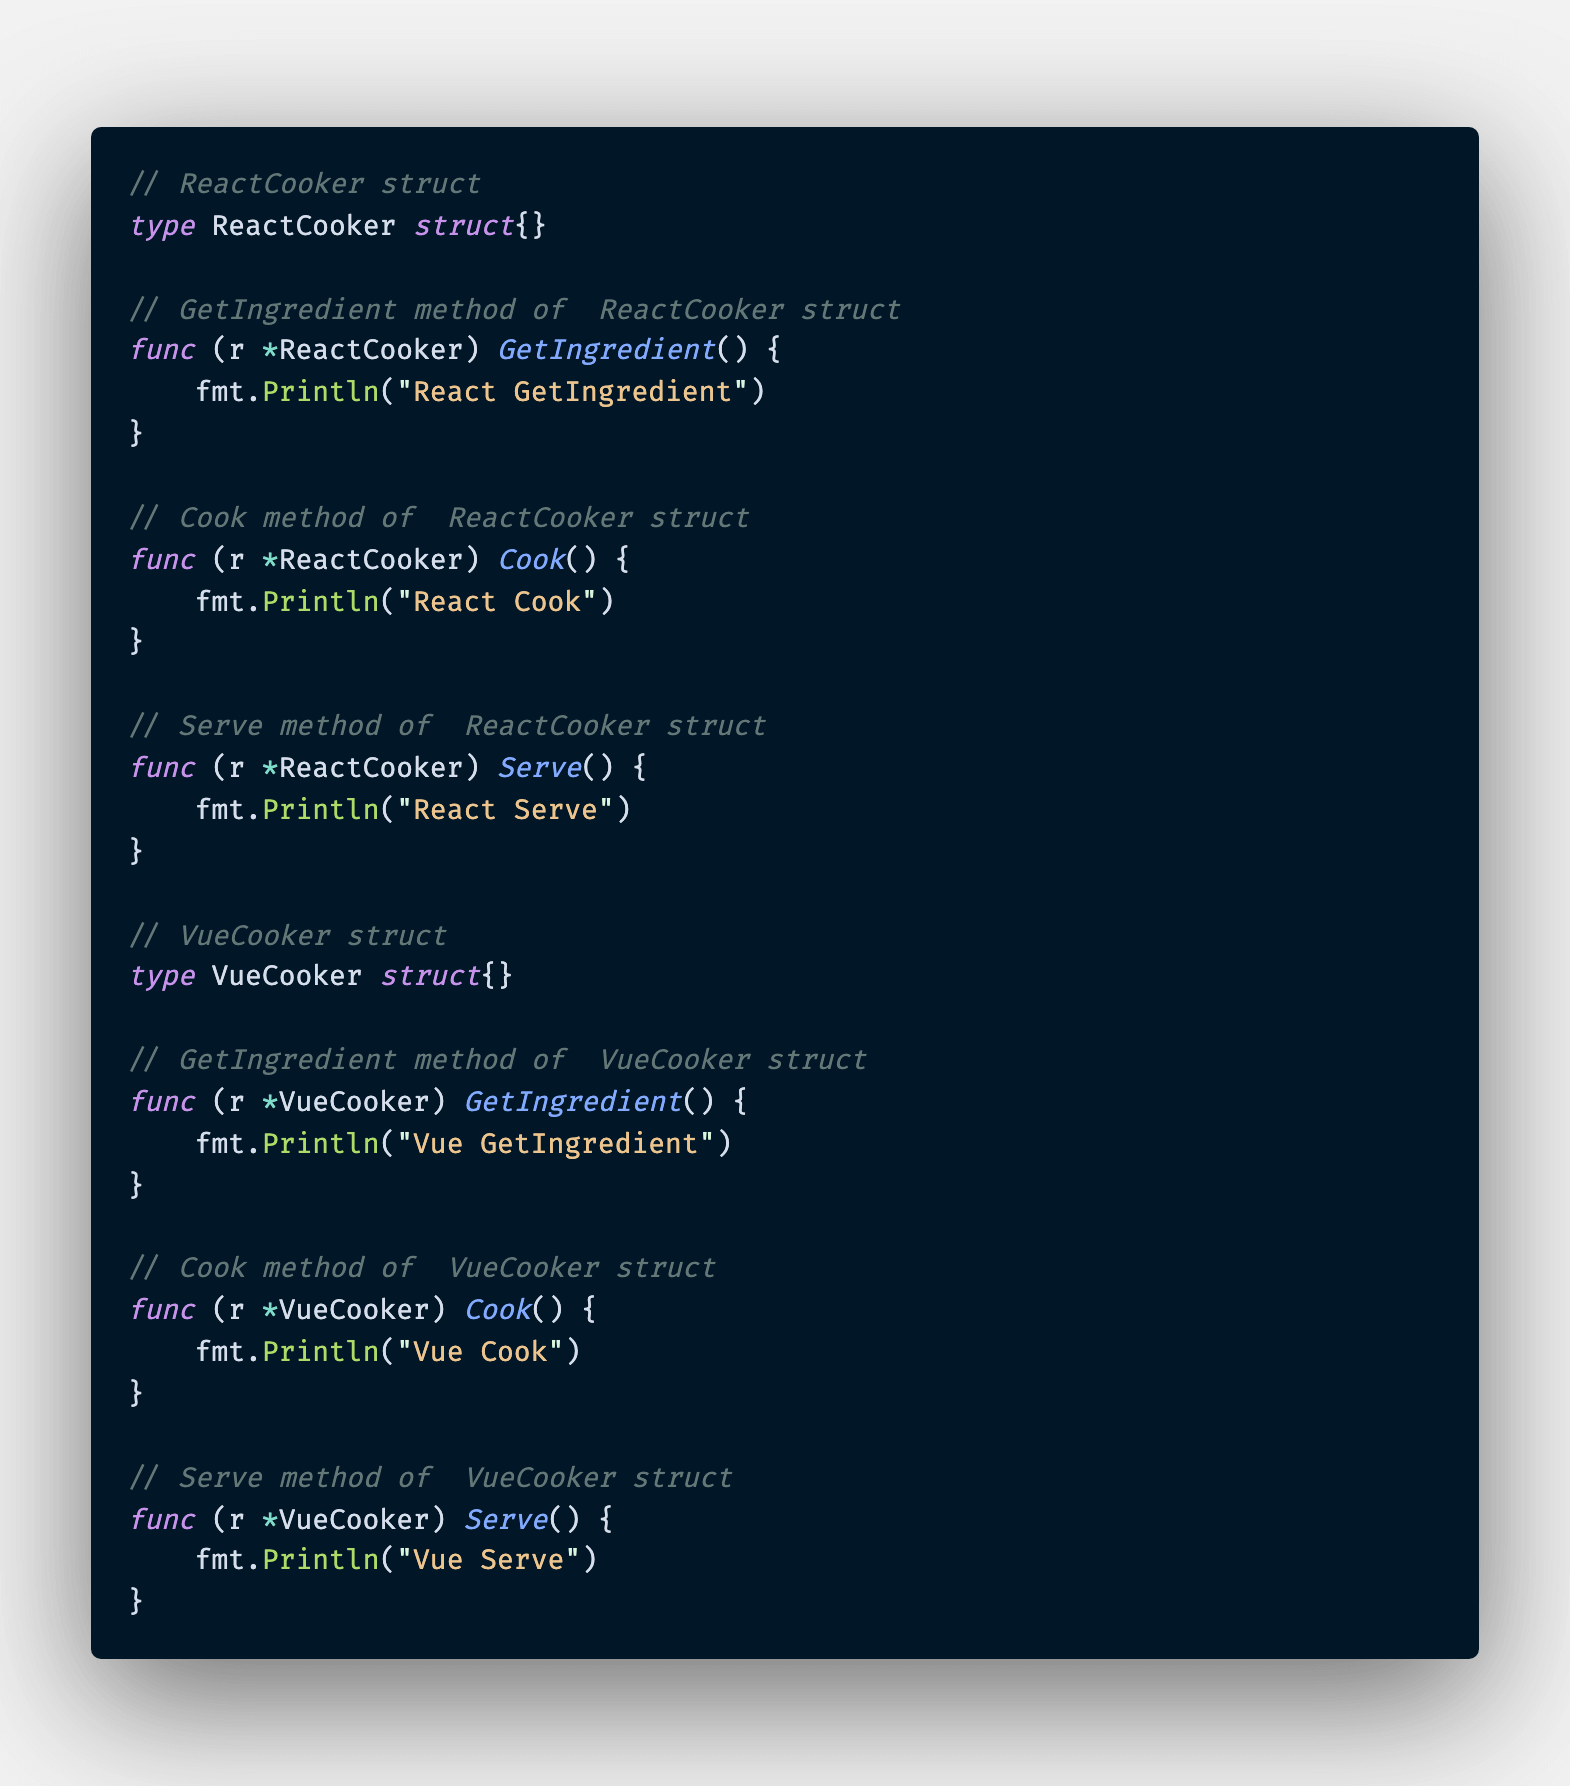 // ReactCooker struct
type ReactCooker struct{}

// GetIngredient method of  ReactCooker struct
func (r *ReactCooker) GetIngredient() {
    fmt.Println("React GetIngredient")
}

// Cook method of  ReactCooker struct
func (r *ReactCooker) Cook() {
    fmt.Println("React Cook")
}

// Serve method of  ReactCooker struct
func (r *ReactCooker) Serve() {
    fmt.Println("React Serve")
}

// VueCooker struct
type VueCooker struct{}

// GetIngredient method of  VueCooker struct
func (r *VueCooker) GetIngredient() {
    fmt.Println("Vue GetIngredient")
}

// Cook method of  VueCooker struct
func (r *VueCooker) Cook() {
    fmt.Println("Vue Cook")
}

// Serve method of  VueCooker struct
func (r *VueCooker) Serve() {
    fmt.Println("Vue Serve")
}